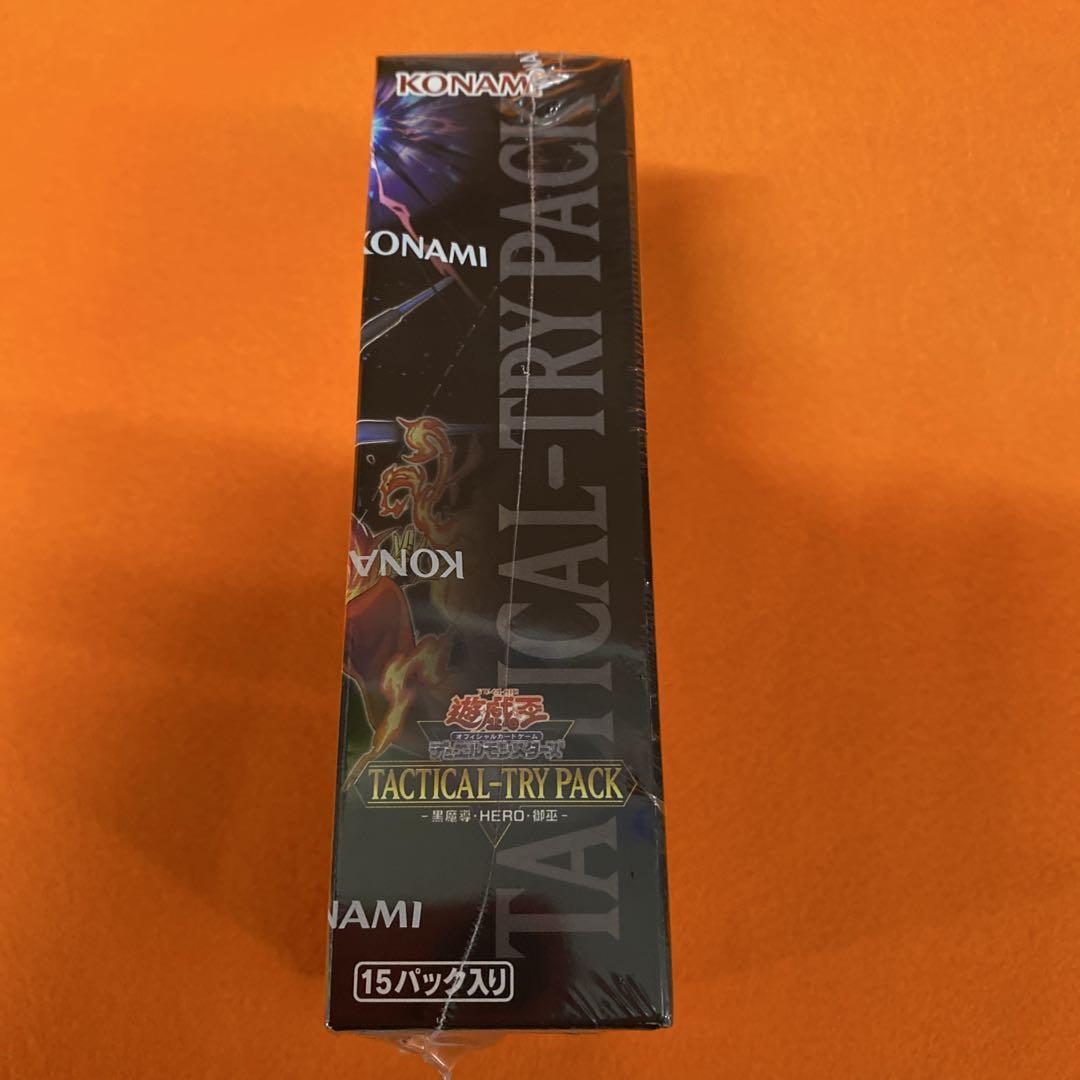 KONAMI
KONAMI
TACTICAL-TRY PACK
KONA
遊戯王
オフィシャルカードゲーム
デュエルモンスターズ
TACTICAL-TRY PACK
-黒魔導・HERO・御巫-
NAMI
15パック入り